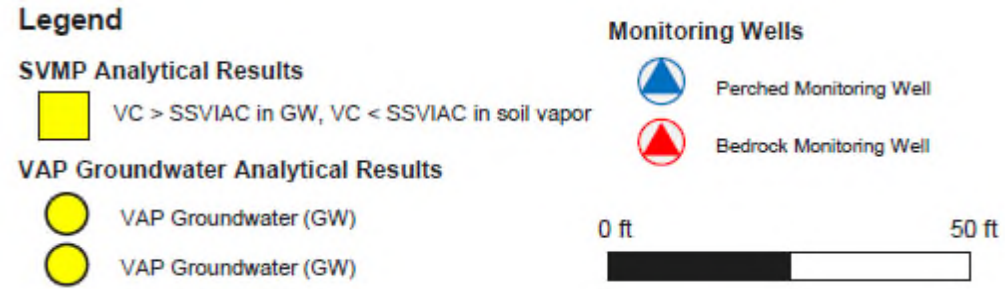 Legend
SVMP Analytical Results
VC > SSVIAC in GW, VC < SSVIAC in soil vapor
VAP Groundwater Analytical Results
VAP Groundwater (GW)
VAP Groundwater (GW)
Monitoring Wells
Perched Monitoring Well
Bedrock Monitoring Well
0 ft 50 ft